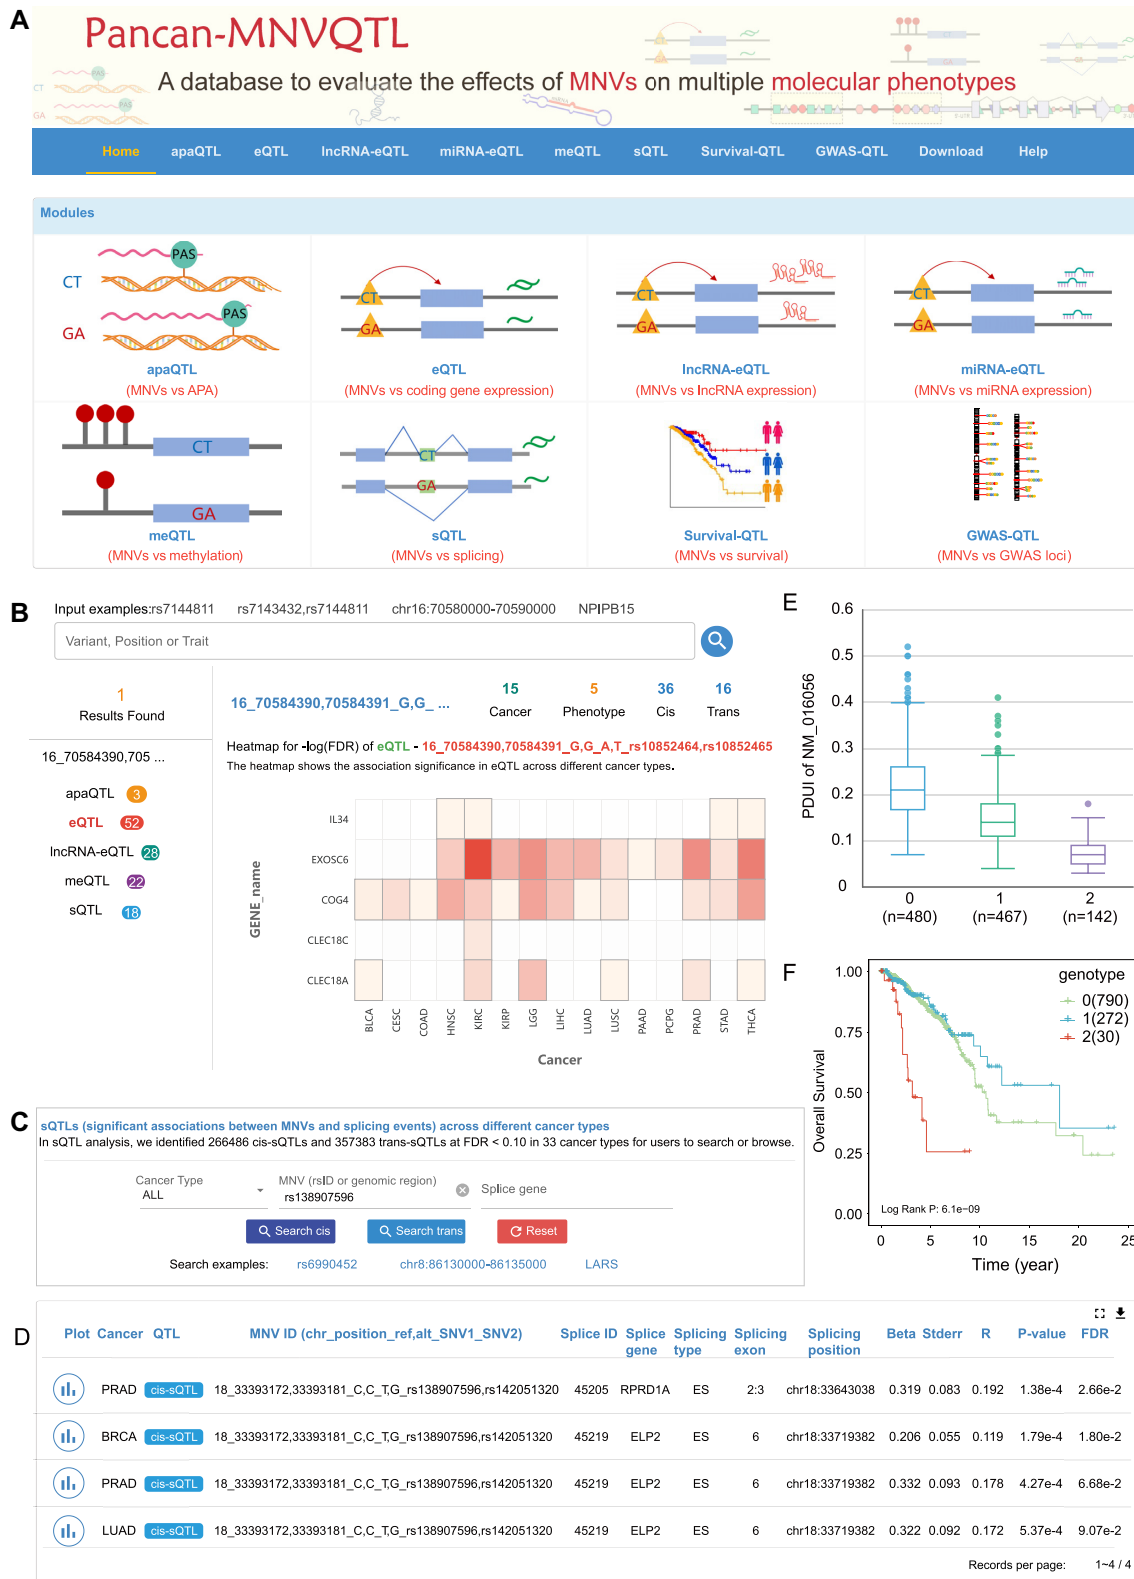 A
Pancan-MNVQTL
A database to evaluate the effects of MNVs on multiple molecular phenotypes
Home apaQTL eQTL lncRNA-eQTL miRNA-eQTL meQTL sQTL Survival-QTL GWAS-QTL Download Help
Modules
CT PAS
GA PAS
apaQTL
(MNVs vs APA)
CT
GA
eQTL
(MNVs vs coding gene expression)
CT
GA
lncRNA-eQTL
(MNVs vs lncRNA expression)
CT
GA
miRNA-eQTL
(MNVs vs miRNA expression)
CT
GA
meQTL
(MNVs vs methylation)
CT
GA
sQTL
(MNVs vs splicing)
Survival-QTL
(MNVs vs survival)
GWAS-QTL
(MNVs vs GWAS loci)
B
Input examples:rs7144811 rs7143432,rs7144811 chr16:70580000-70590000 NPIPB15
Variant, Position or Trait
1
Results Found
16_70584390,705 ...
apaQTL 3
eQTL 52
lncRNA-eQTL 28
meQTL 22
sQTL 18
16_70584390,70584391_G,G_ ...
15 5 36 16
Cancer Phenotype Cis Trans
Heatmap for -log(FDR) of eQTL - 16_70584390,70584391_G,G_A,T_rs10852464,rs10852465
The heatmap shows the association significance in eQTL across different cancer types.
GENE_name
IL34
EXOSC6
COG4
CLEC18C
CLEC18A
BLCA CESC COAD HNSC KIRC KIRP LGG LIHC LUAD LUSC PAAD PCPG PRAD STAD THCA
Cancer
E
PDUI of NM_016056
0.6
0.5
0.4
0.3
0.2
0.1
0
0 1 2
(n=480) (n=467) (n=142)
F
Overall Survival
1.00
0.75
0.50
0.25
0.00
genotype
0(790)
1(272)
2(30)
Log Rank P: 6.1e−09
0 5 10 15 20 25
Time (year)
C
sQTLs (significant associations between MNVs and splicing events) across different cancer types
In sQTL analysis, we identified 266486 cis-sQTLs and 357383 trans-sQTLs at FDR < 0.10 in 33 cancer types for users to search or browse.
Cancer Type MNV (rsID or genomic region) Splice gene
ALL rs138907596
Search cis Search trans Reset
Search examples: rs6990452 chr8:86130000-86135000 LARS
D
Plot Cancer QTL MNV ID (chr_position_ref,alt_SNV1_SNV2) Splice ID Splice gene Splicing type Splicing exon Splicing position Beta Stderr R P-value FDR
PRAD cis-sQTL 18_33393172,33393181_C,C_T,G_rs138907596,rs142051320 45205 RPRD1A ES 2:3 chr18:33643038 0.319 0.083 0.192 1.38e-4 2.66e-2
BRCA cis-sQTL 18_33393172,33393181_C,C_T,G_rs138907596,rs142051320 45219 ELP2 ES 6 chr18:33719382 0.206 0.055 0.119 1.79e-4 1.80e-2
PRAD cis-sQTL 18_33393172,33393181_C,C_T,G_rs138907596,rs142051320 45219 ELP2 ES 6 chr18:33719382 0.332 0.093 0.178 4.27e-4 6.68e-2
LUAD cis-sQTL 18_33393172,33393181_C,C_T,G_rs138907596,rs142051320 45219 ELP2 ES 6 chr18:33719382 0.322 0.092 0.172 5.37e-4 9.07e-2
Records per page: 1~4 / 4